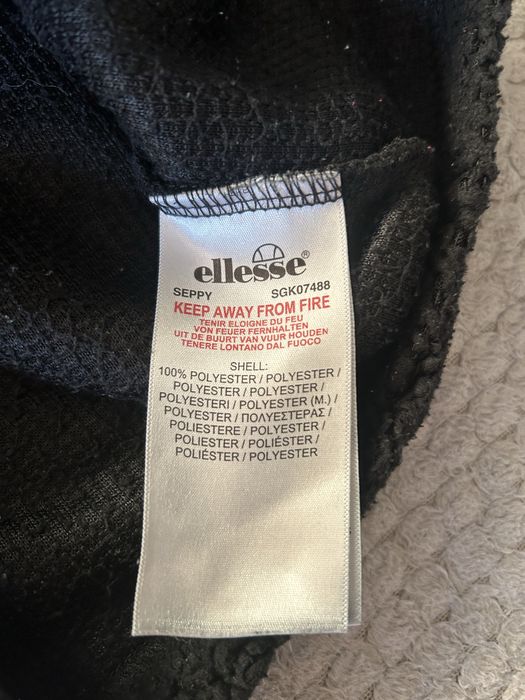 ellesse®
SEPPY SGK07488
KEEP AWAY FROM FIRE
TENIR ELOIGNE DU FEU
VON FEUER FERNHALTEN
UIT DE BUURT VAN VUUR HOUDEN
TENERE LONTANO DAL FUOCO
SHELL:
100% POLYESTER / POLYESTER /
POLYESTER / POLYESTER /
POLYESTERI / POLYESTER (M.) /
POLYESTER / ΠΟΛΥΕΣΤΕΡΑΣ /
POLIESTERE / POLYESTER /
POLIESTER / POLIÉSTER /
POLIÉSTER / POLYESTER